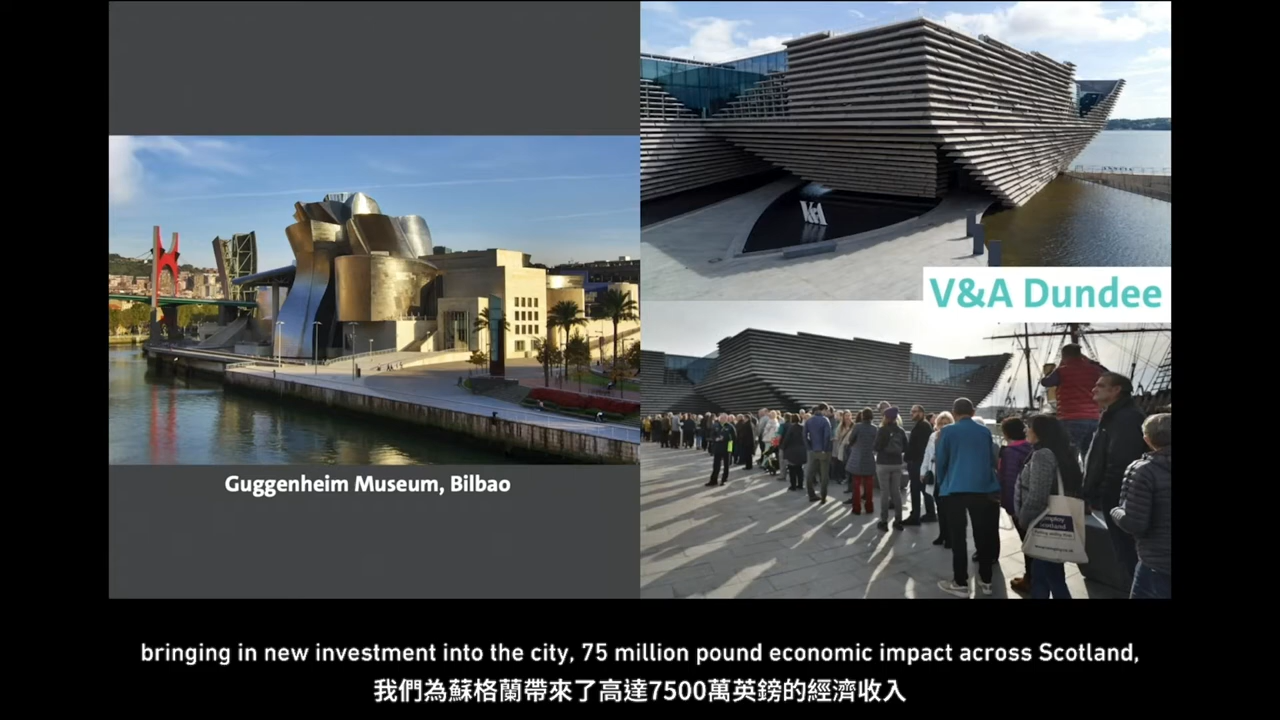 V&A
V&A Dundee
Guggenheim Museum, Bilbao
bringing in new investment into the city, 75 million pound economic impact across Scotland,
我們為蘇格蘭帶來了高達7500萬英鎊的經濟收入